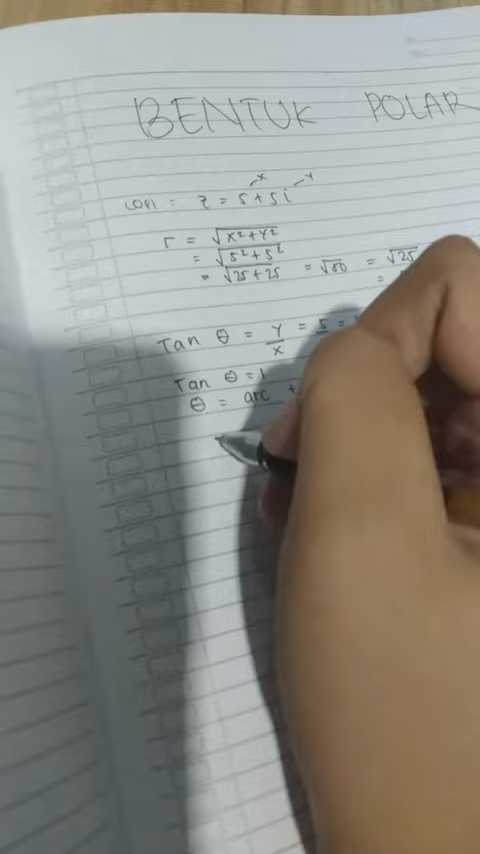 BENTUK POLAR
con : z = 5 + 5i
x y
r = √x²+y²
= √5²+5²
= √25+25 = √50 = √25
=
Tan θ = y/x = 5 =
Tan θ = 1
θ = arc